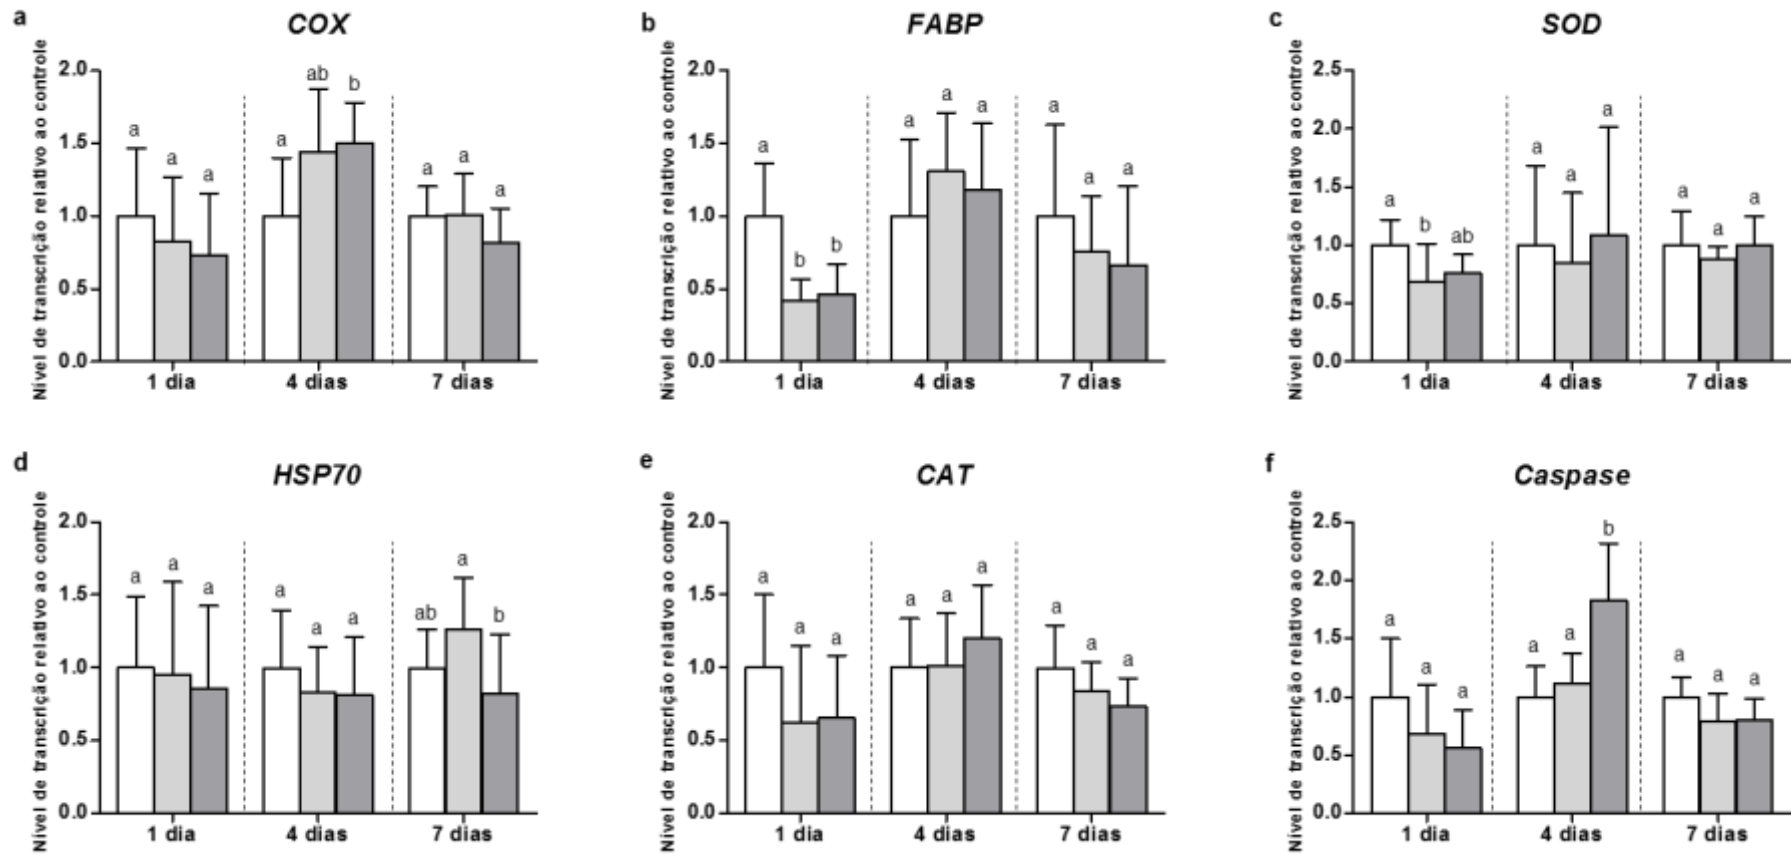 a
COX
Nível de transcrição relativo ao controle
2.0
1.5
1.0
0.5
0.0
a
a
a
a
ab
b
a
a
a
1 dia
4 dias
7 dias
b
FABP
Nível de transcrição relativo ao controle
2.0
1.5
1.0
0.5
0.0
a
b
b
a
a
a
a
a
a
1 dia
4 dias
7 dias
c
SOD
Nível de transcrição relativo ao controle
2.5
2.0
1.5
1.0
0.5
0.0
a
b
ab
a
a
a
a
a
a
1 dia
4 dias
7 dias
d
HSP70
Nível de transcrição relativo ao controle
2.0
1.5
1.0
0.5
0.0
a
a
a
a
a
a
ab
a
b
1 dia
4 dias
7 dias
e
CAT
Nível de transcrição relativo ao controle
2.0
1.5
1.0
0.5
0.0
a
a
a
a
a
a
a
a
a
1 dia
4 dias
7 dias
f
Caspase
Nível de transcrição relativo ao controle
2.5
2.0
1.5
1.0
0.5
0.0
a
a
a
a
a
b
a
a
a
1 dia
4 dias
7 dias